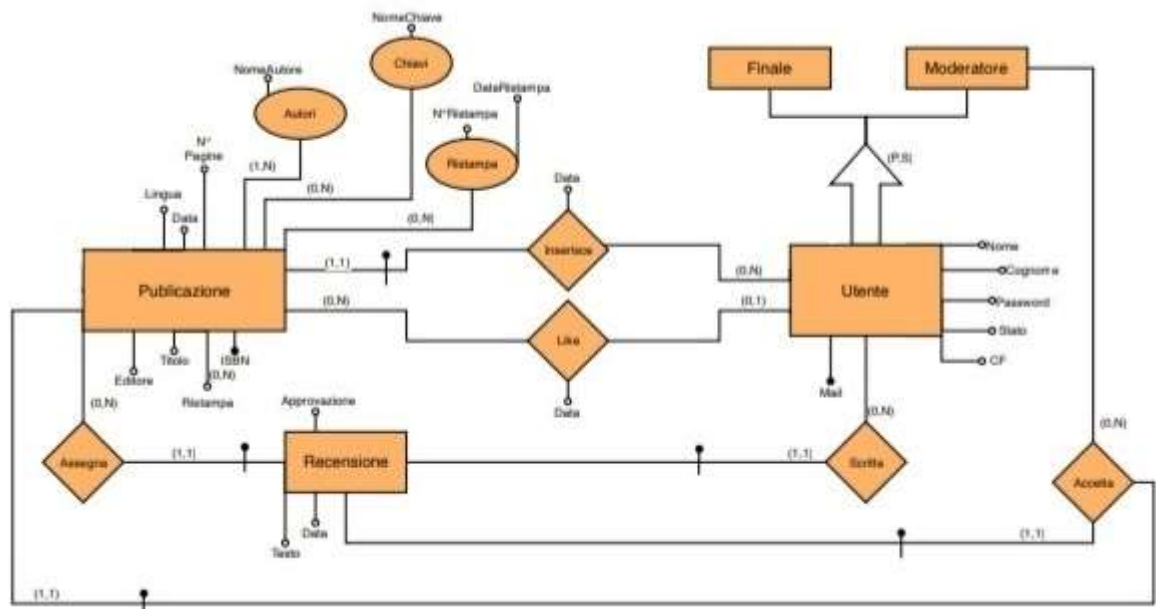 NomeChiave
Chiavi
Finale
Moderatore
NomeAutore
DataRistampa
N°Ristampa
Autori
N°
Pagine
Ristampa
(P,S)
(1,N)
(0,N)
Lingua
Data
(0,N)
Data
Inserisce
(1,1)
(0,N)
Nome
Cognome
Publicazione
Utente
(0,N)
(0,1)
Password
Like
Stato
Titolo
ISBN
CF
Editore
(0,N)
Ristampa
Mail
Data
(0,N)
Approvazione
(0,N)
(0,N)
Assegna
(1,1)
Recensione
(1,1)
Scritta
Accetta
Data
Testo
(1,1)
(1,1)